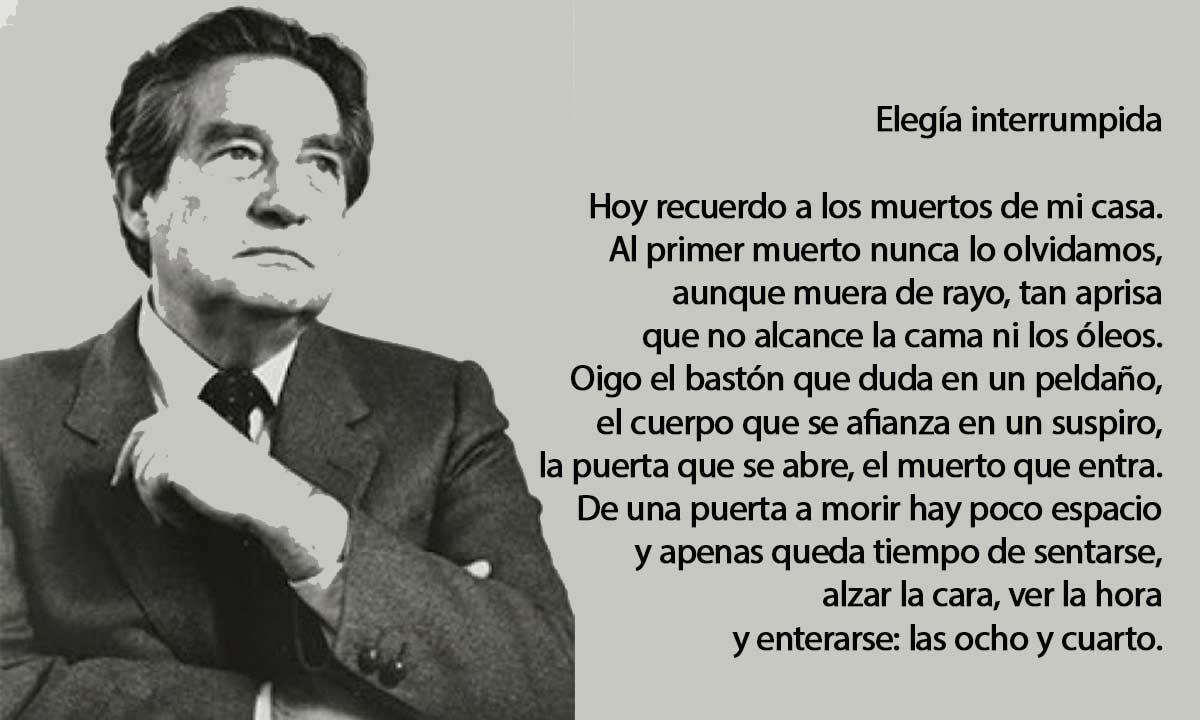 Elegía interrumpida
Hoy recuerdo a los muertos de mi casa.
Al primer muerto nunca lo olvidamos,
aunque muera de rayo, tan aprisa
que no alcance la cama ni los óleos.
Oigo el bastón que duda en un peldaño,
el cuerpo que se afianza en un suspiro,
la puerta que se abre, el muerto que entra.
De una puerta a morir hay poco espacio
y apenas queda tiempo de sentarse,
alzar la cara, ver la hora
y enterarse: las ocho y cuarto.